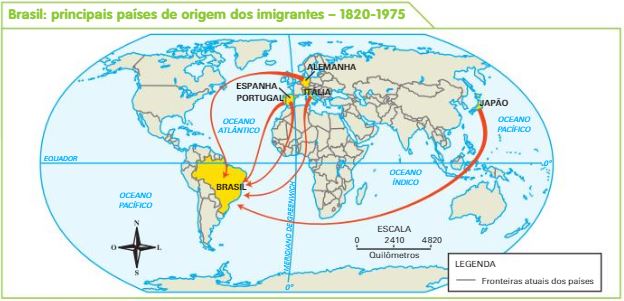 Brasil: principais países de origem dos imigrantes – 1820-1975
ALEMANHA
ESPANHA
PORTUGAL
ITÁLIA
JAPÃO
OCEANO
ATLÂNTICO
OCEANO
PACÍFICO
EQUADOR
0°
BRASIL
OCEANO
ÍNDICO
OCEANO
PACÍFICO
MERIDIANO DE GREENWICH
N
O
L
S
ESCALA
0 2410 4820
Quilômetros
0°
LEGENDA
Fronteiras atuais dos países